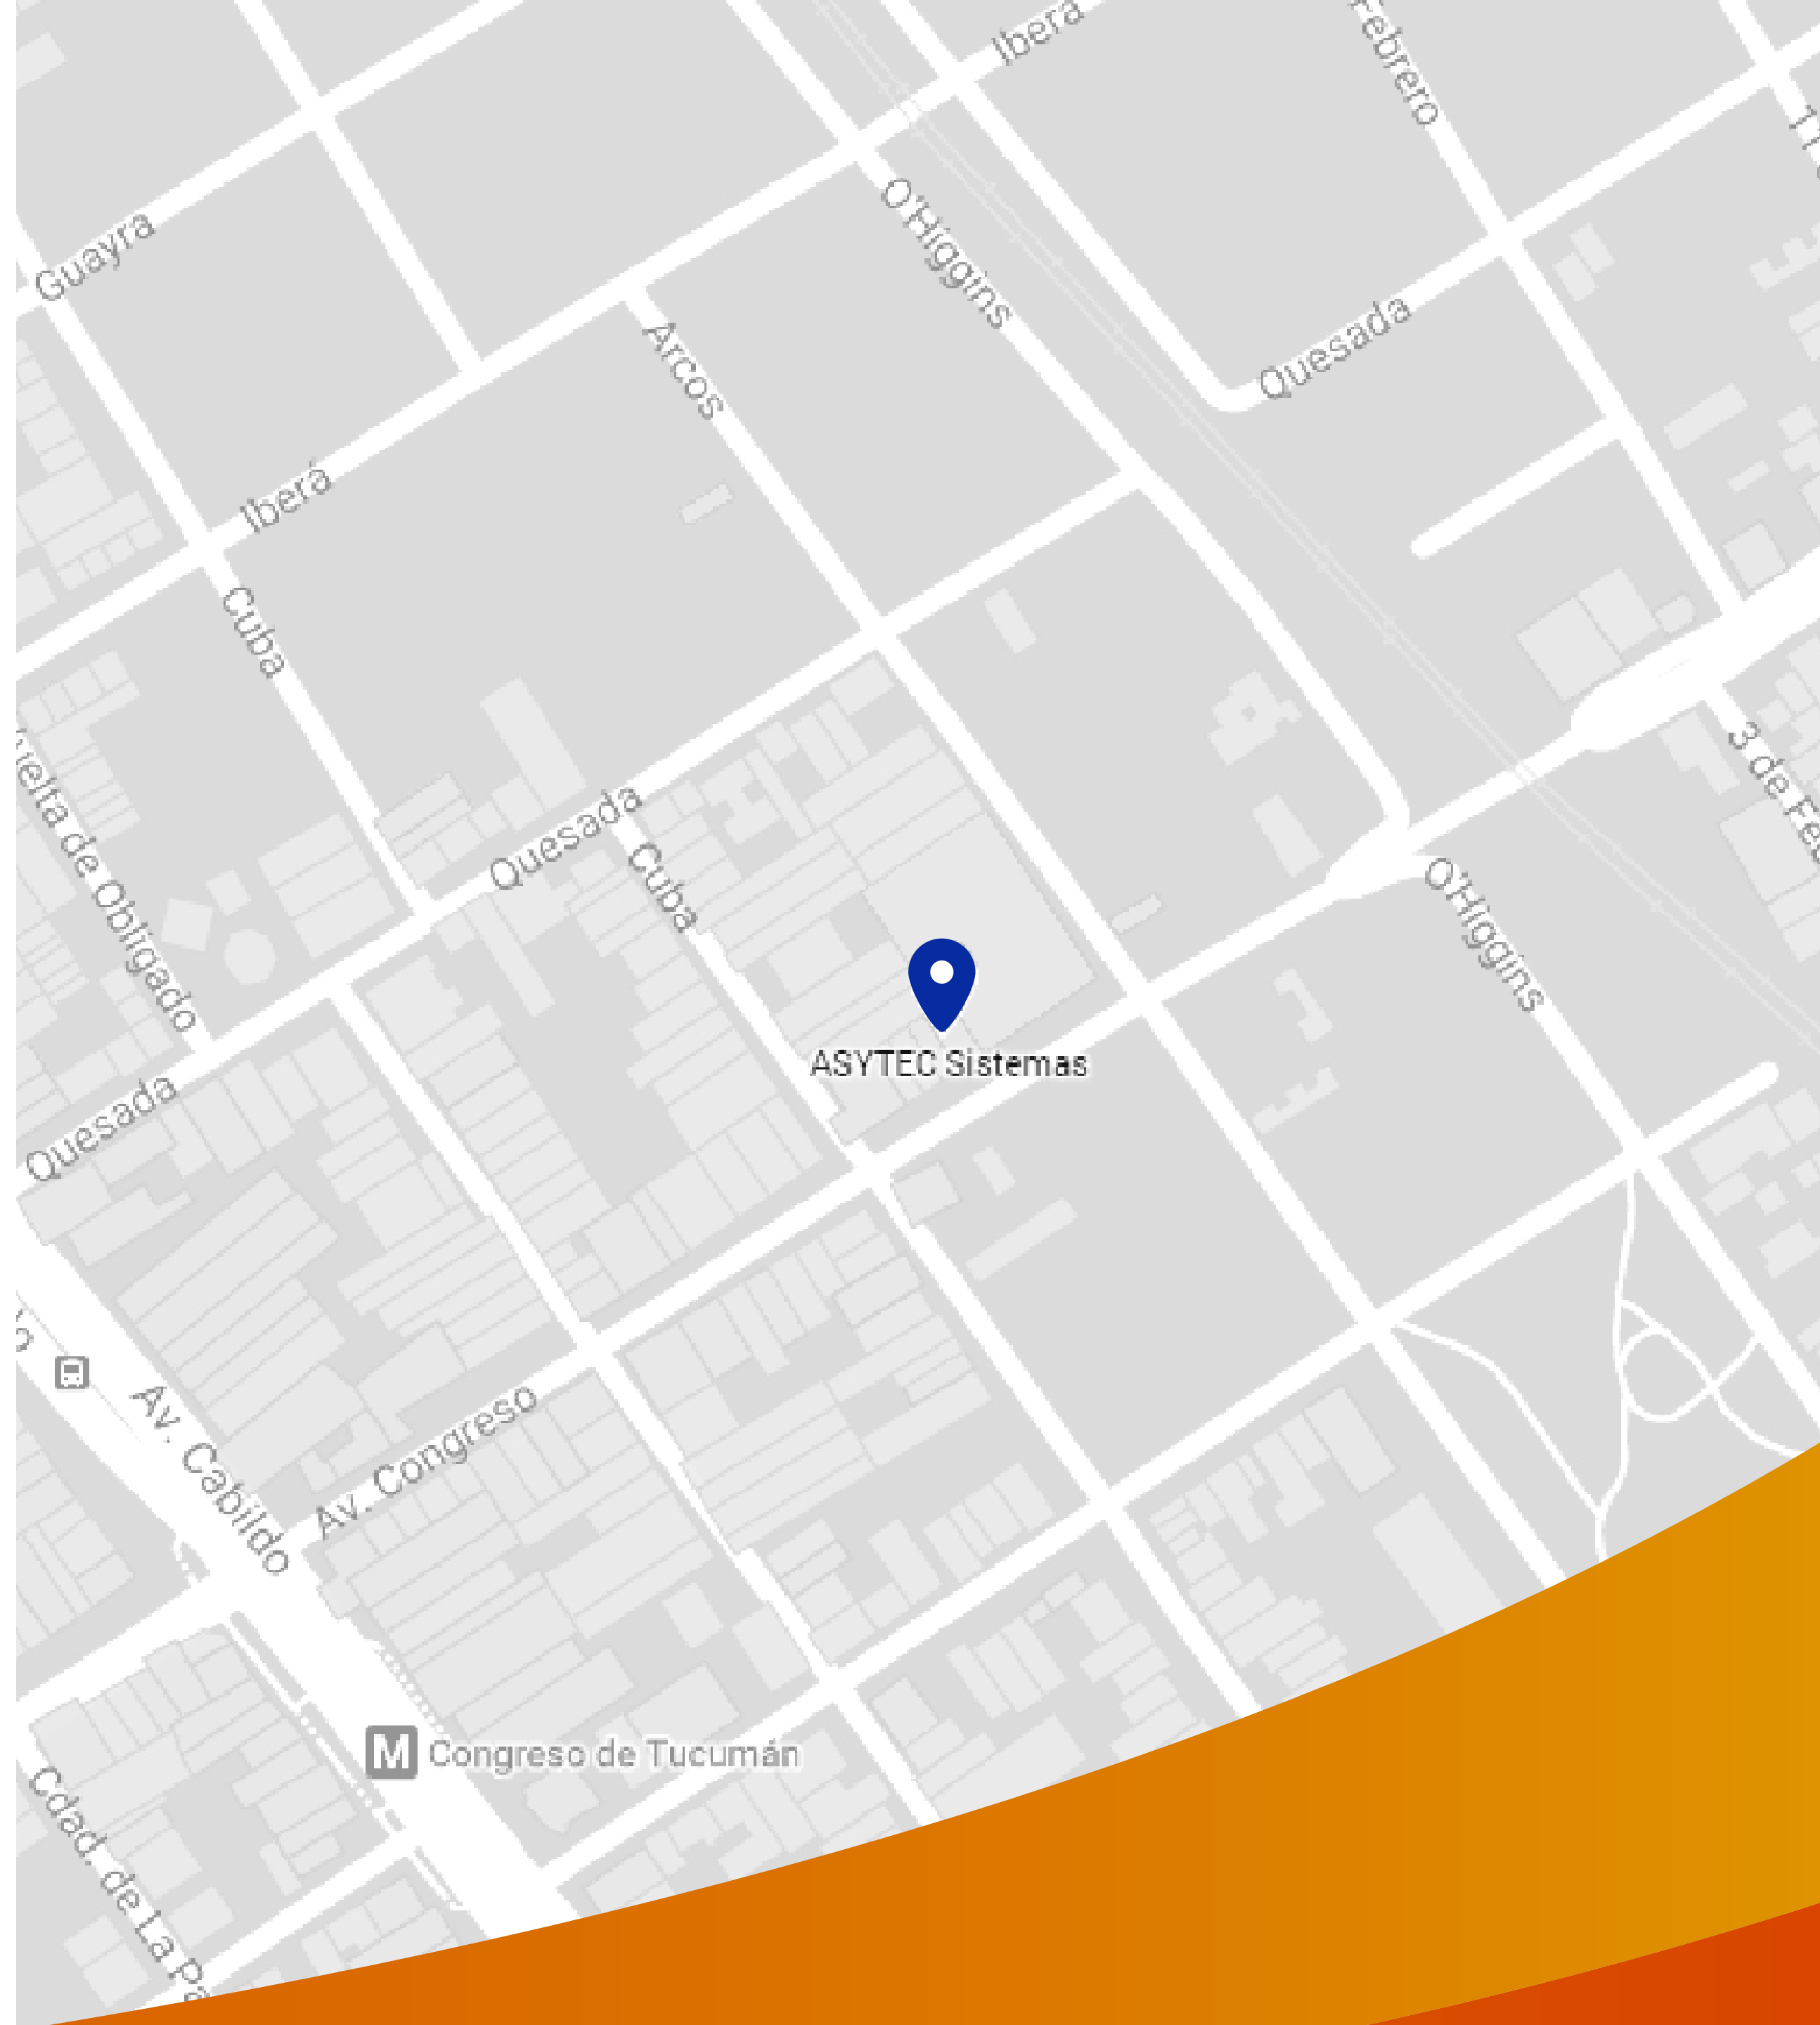 Ibera
Febrero
Guayra
O'Higgins
Quesada
Arcos
Iberá
Cuba
Vuelta de Obligado
Quesada
Cuba
3 de Fe
O'Higgins
ASYTEC Sistemas
Quesada
Av. Cabildo
Av. Congreso
M Congreso de Tucumán
Cdad. de La Pa